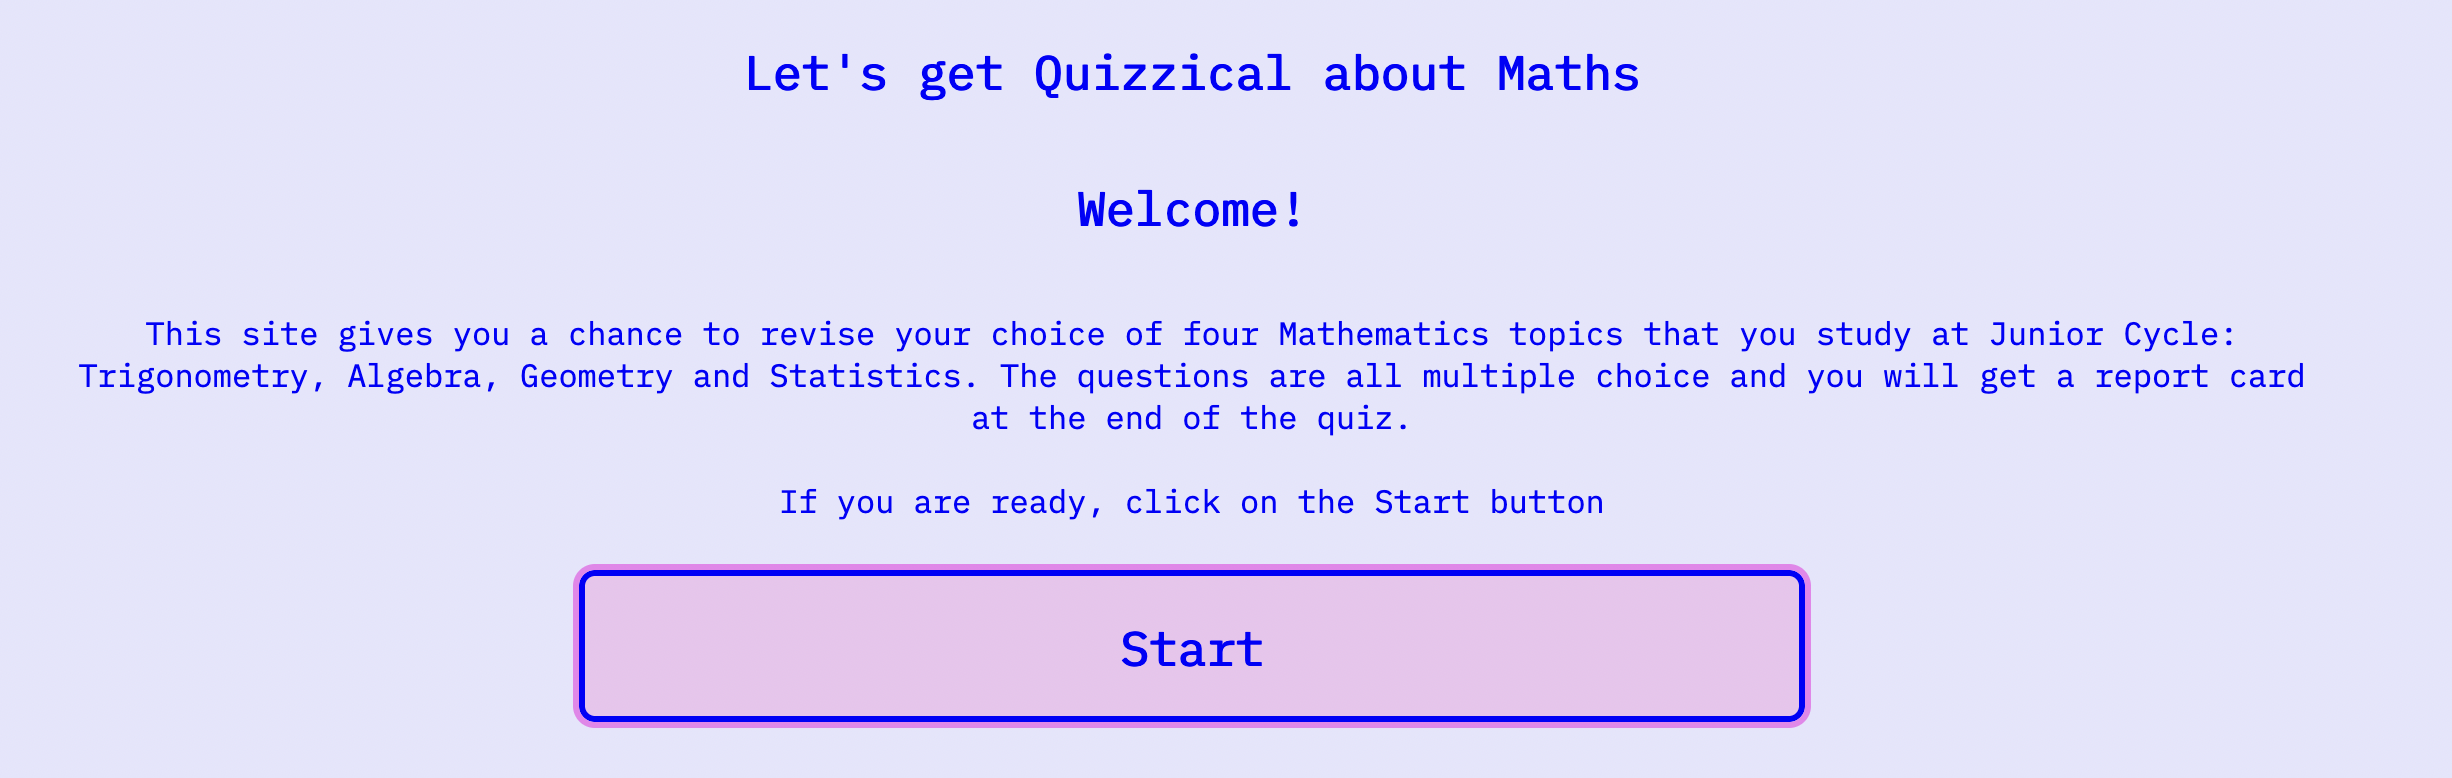 Let's get Quizzical about Maths
Welcome!
This site gives you a chance to revise your choice of four Mathematics topics that you study at Junior Cycle:
Trigonometry, Algebra, Geometry and Statistics. The questions are all multiple choice and you will get a report card
at the end of the quiz.
If you are ready, click on the Start button
Start